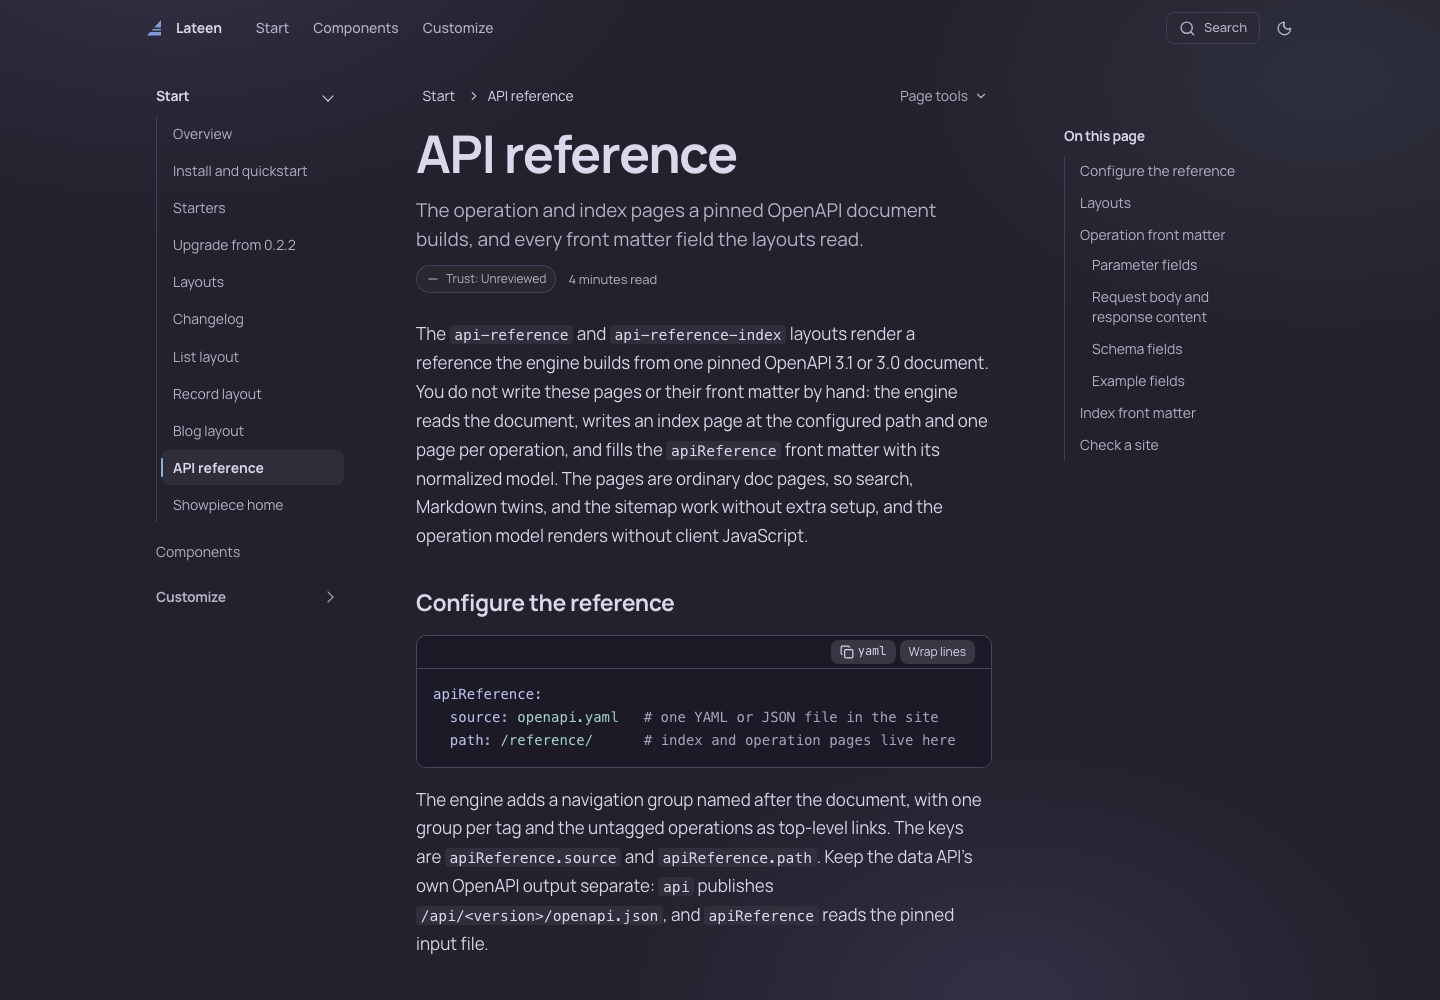 Lateen
Start
Components
Customize
Search
Start
Overview
Install and quickstart
Starters
Upgrade from 0.2.2
Layouts
Changelog
List layout
Record layout
Blog layout
API reference
Showpiece home
Components
Customize
Start
API reference
Page tools
API reference
The operation and index pages a pinned OpenAPI document
builds, and every front matter field the layouts read.
Trust: Unreviewed
4 minutes read
The api-reference and api-reference-index layouts render a
reference the engine builds from one pinned OpenAPI 3.1 or 3.0 document.
You do not write these pages or their front matter by hand: the engine
reads the document, writes an index page at the configured path and one
page per operation, and fills the apiReference front matter with its
normalized model. The pages are ordinary doc pages, so search,
Markdown twins, and the sitemap work without extra setup, and the
operation model renders without client JavaScript.
Configure the reference
yaml
Wrap lines
apiReference:
  source: openapi.yaml   # one YAML or JSON file in the site
  path: /reference/      # index and operation pages live here
The engine adds a navigation group named after the document, with one
group per tag and the untagged operations as top-level links. The keys
are apiReference.source and apiReference.path. Keep the data API's
own OpenAPI output separate: api publishes
/api/<version>/openapi.json, and apiReference reads the pinned
input file.
On this page
Configure the reference
Layouts
Operation front matter
Parameter fields
Request body and
response content
Schema fields
Example fields
Index front matter
Check a site